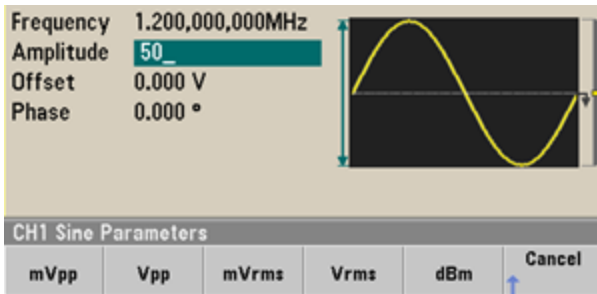 Frequency 1.200,000,000MHz
Amplitude 50_
Offset 0.000 V
Phase 0.000 °
CH1 Sine Parameters
mVpp Vpp mVrms Vrms dBm Cancel